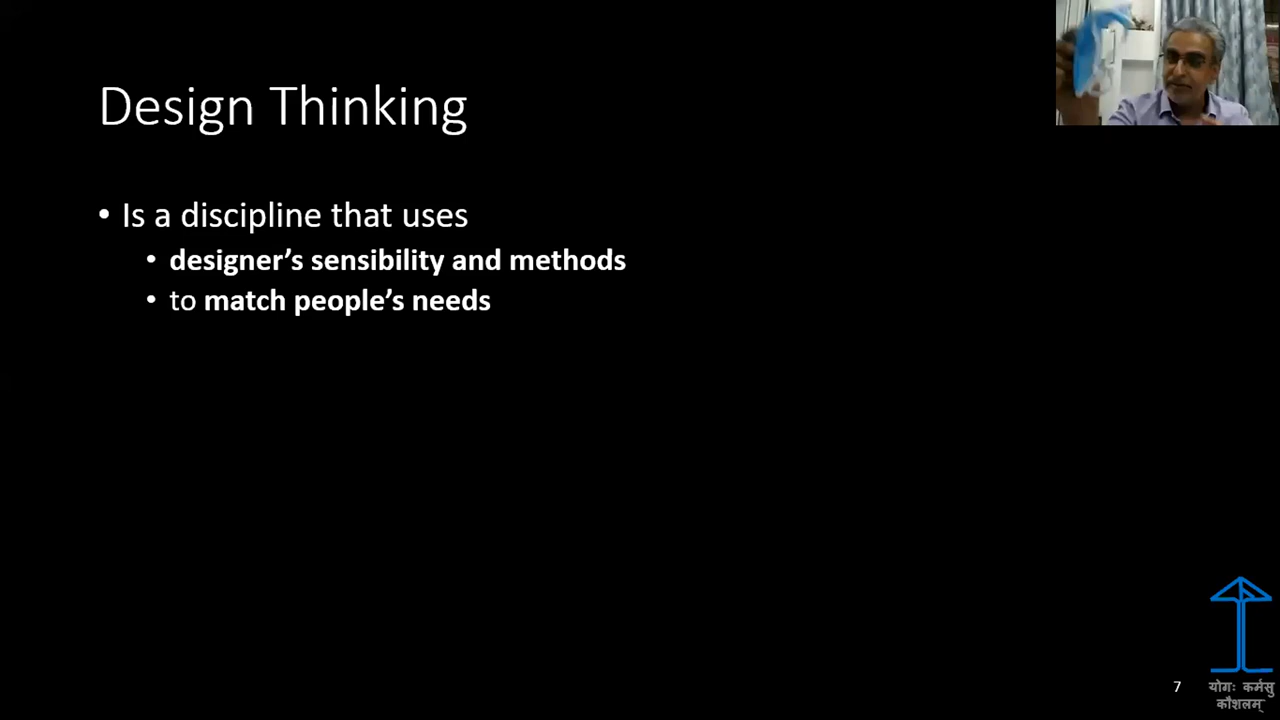 Design Thinking
• Is a discipline that uses
• designer’s sensibility and methods
• to match people’s needs
7
योगः कर्मसु
कौशलम्